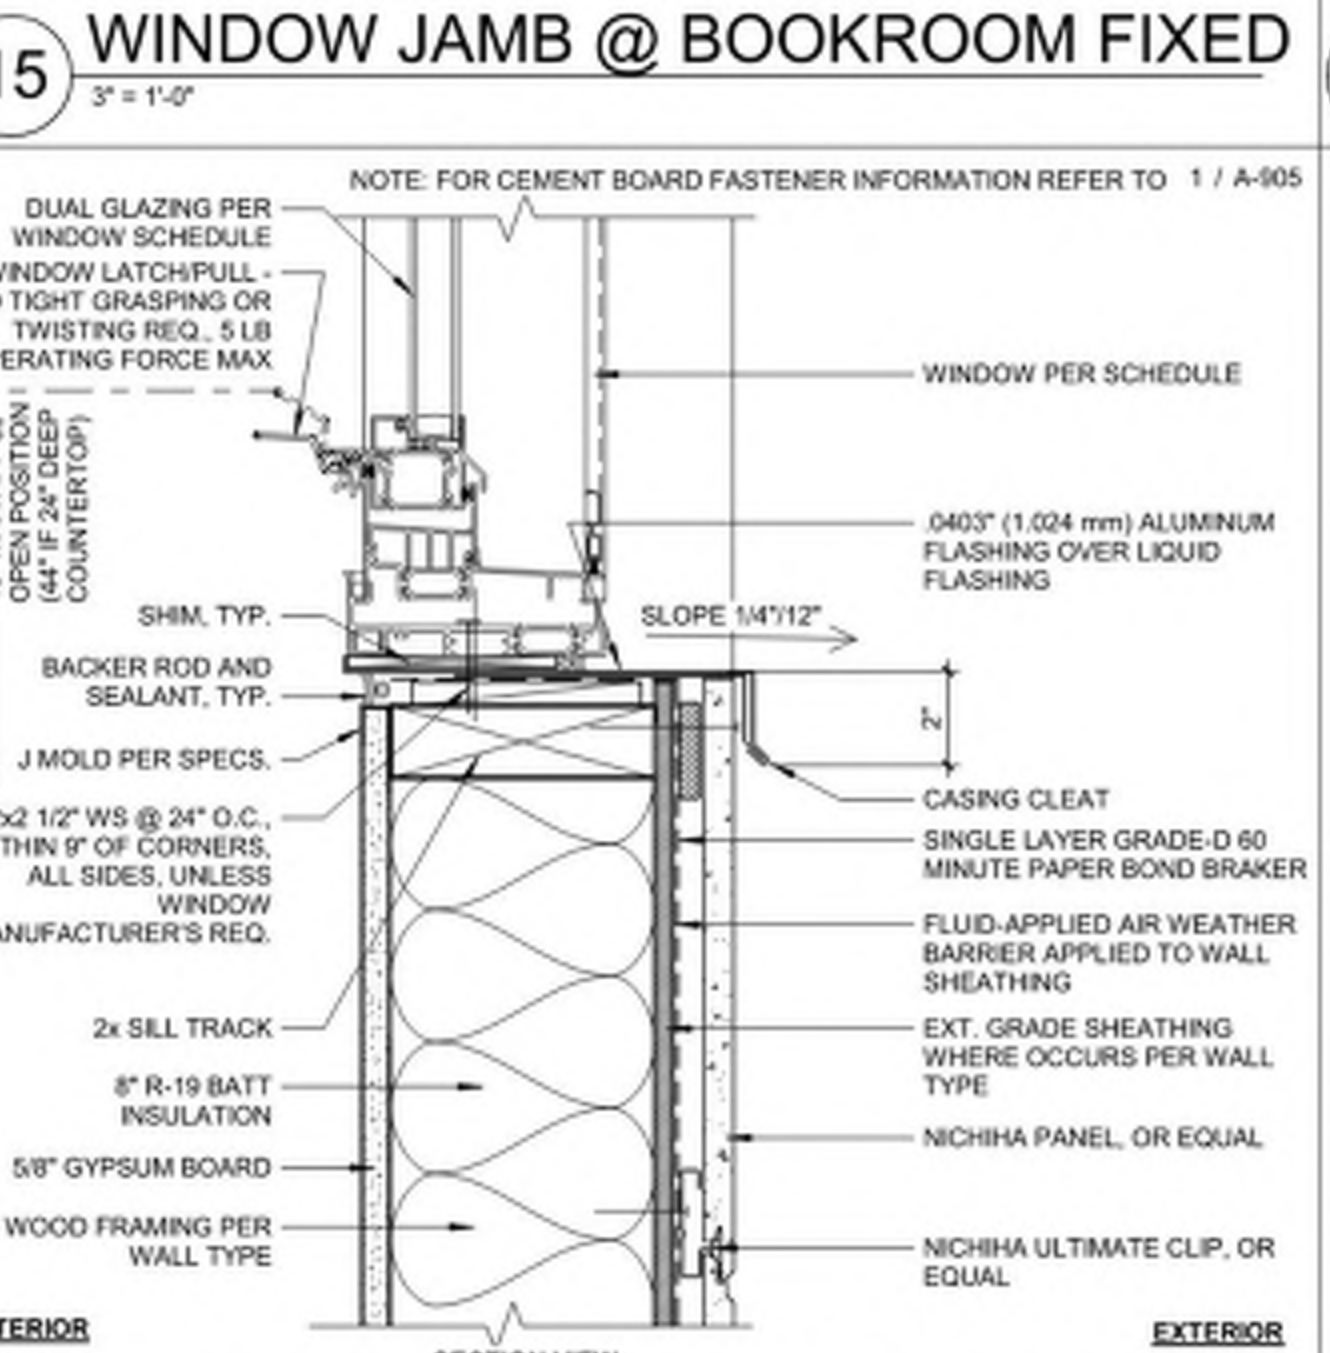 15
WINDOW JAMB @ BOOKROOM FIXED
3" = 1'-0"
NOTE: FOR CEMENT BOARD FASTENER INFORMATION REFER TO 1 / A-905
DUAL GLAZING PER
WINDOW SCHEDULE
WINDOW LATCH/PULL -
TIGHT GRASPING OR
TWISTING REQ., 5 LB
ERATING FORCE MAX
OPEN POSITION
(44" IF 24" DEEP
COUNTERTOP)
SHIM, TYP.
BACKER ROD AND
SEALANT, TYP.
J MOLD PER SPECS.
x2 1/2" WS @ 24" O.C.,
THIN 9" OF CORNERS,
ALL SIDES, UNLESS
WINDOW
ANUFACTURER'S REQ.
2x SILL TRACK
8" R-19 BATT
INSULATION
5/8" GYPSUM BOARD
WOOD FRAMING PER
WALL TYPE
TERIOR
WINDOW PER SCHEDULE
.0403" (1.024 mm) ALUMINUM
FLASHING OVER LIQUID
FLASHING
SLOPE 1/4"/12"
2"
CASING CLEAT
SINGLE LAYER GRADE-D 60
MINUTE PAPER BOND BRAKER
FLUID-APPLIED AIR WEATHER
BARRIER APPLIED TO WALL
SHEATHING
EXT. GRADE SHEATHING
WHERE OCCURS PER WALL
TYPE
NICHIHA PANEL, OR EQUAL
NICHIHA ULTIMATE CLIP, OR
EQUAL
EXTERIOR
SECTION VIEW